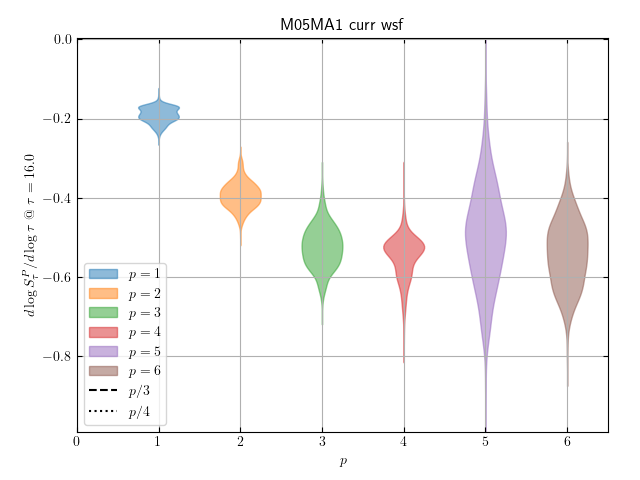 M05MA1 curr wsf
0.0
−0.2
−0.4
−0.6
−0.8
d log S_τ^P / d log τ @ τ = 16.0
p = 1
p = 2
p = 3
p = 4
p = 5
p = 6
p/3
p/4
0 1 2 3 4 5 6
p